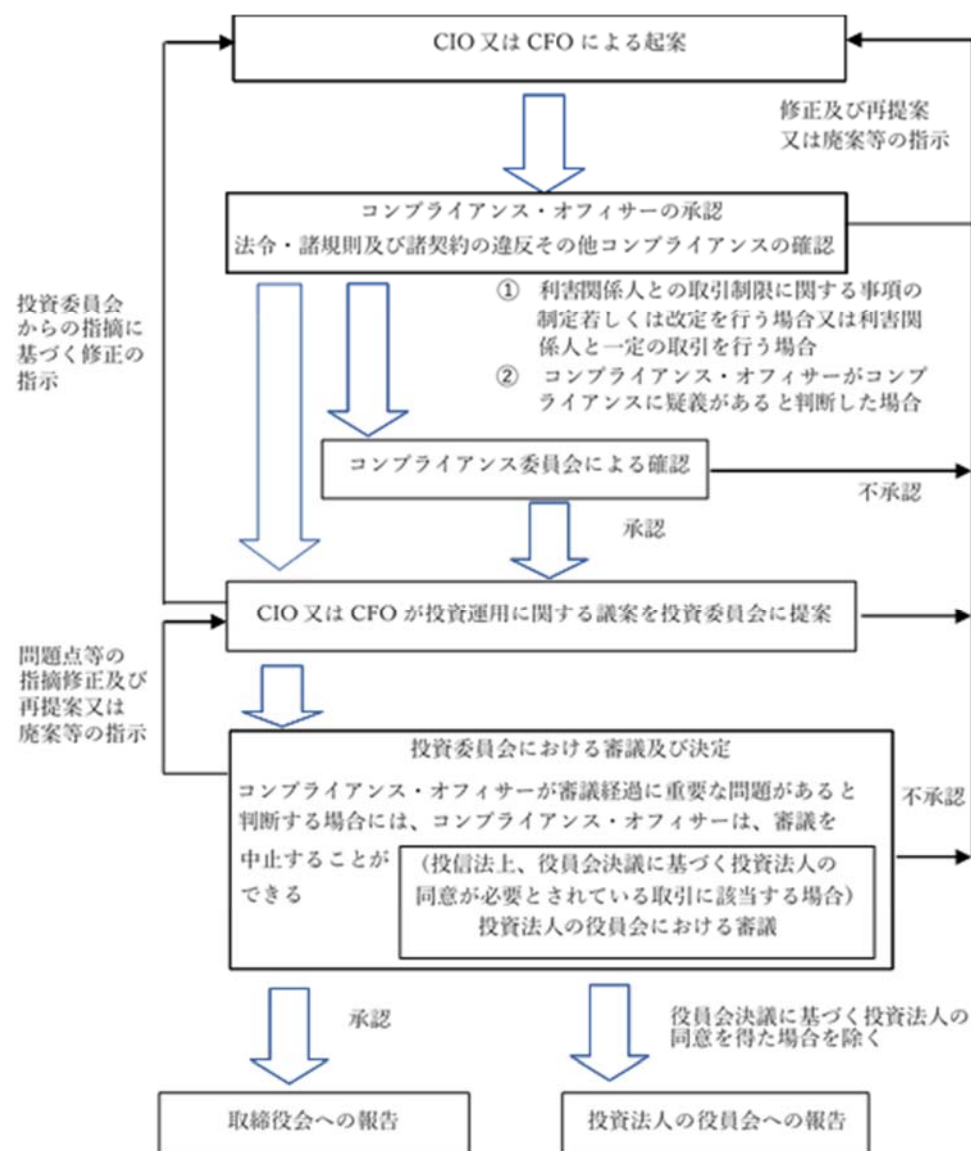 CIO 又は CFO による起案
修正及び再提案
又は廃案等の指示
コンプライアンス・オフィサーの承認
法令・諸規則及び諸契約の違反その他コンプライアンスの確認
① 利害関係人との取引制限に関する事項の
制定若しくは改定を行う場合又は利害関
係人と一定の取引を行う場合
② コンプライアンス・オフィサーがコンプ
ライアンスに疑義があると判断した場合
投資委員会
からの指摘に
基づく修正の
指示
コンプライアンス委員会による確認
不承認
承認
CIO 又は CFO が投資運用に関する議案を投資委員会に提案
問題点等の
指摘修正及び
再提案又は
廃案等の指示
投資委員会における審議及び決定
コンプライアンス・オフィサーが審議経過に重要な問題があると
判断する場合には、コンプライアンス・オフィサーは、審議を
中止することが
できる
(投信法上、役員会決議に基づく投資法人の
同意が必要とされている取引に該当する場合)
投資法人の役員会における審議
不承認
承認
役員会決議に基づく投資法人の
同意を得た場合を除く
取締役会への報告
投資法人の役員会への報告